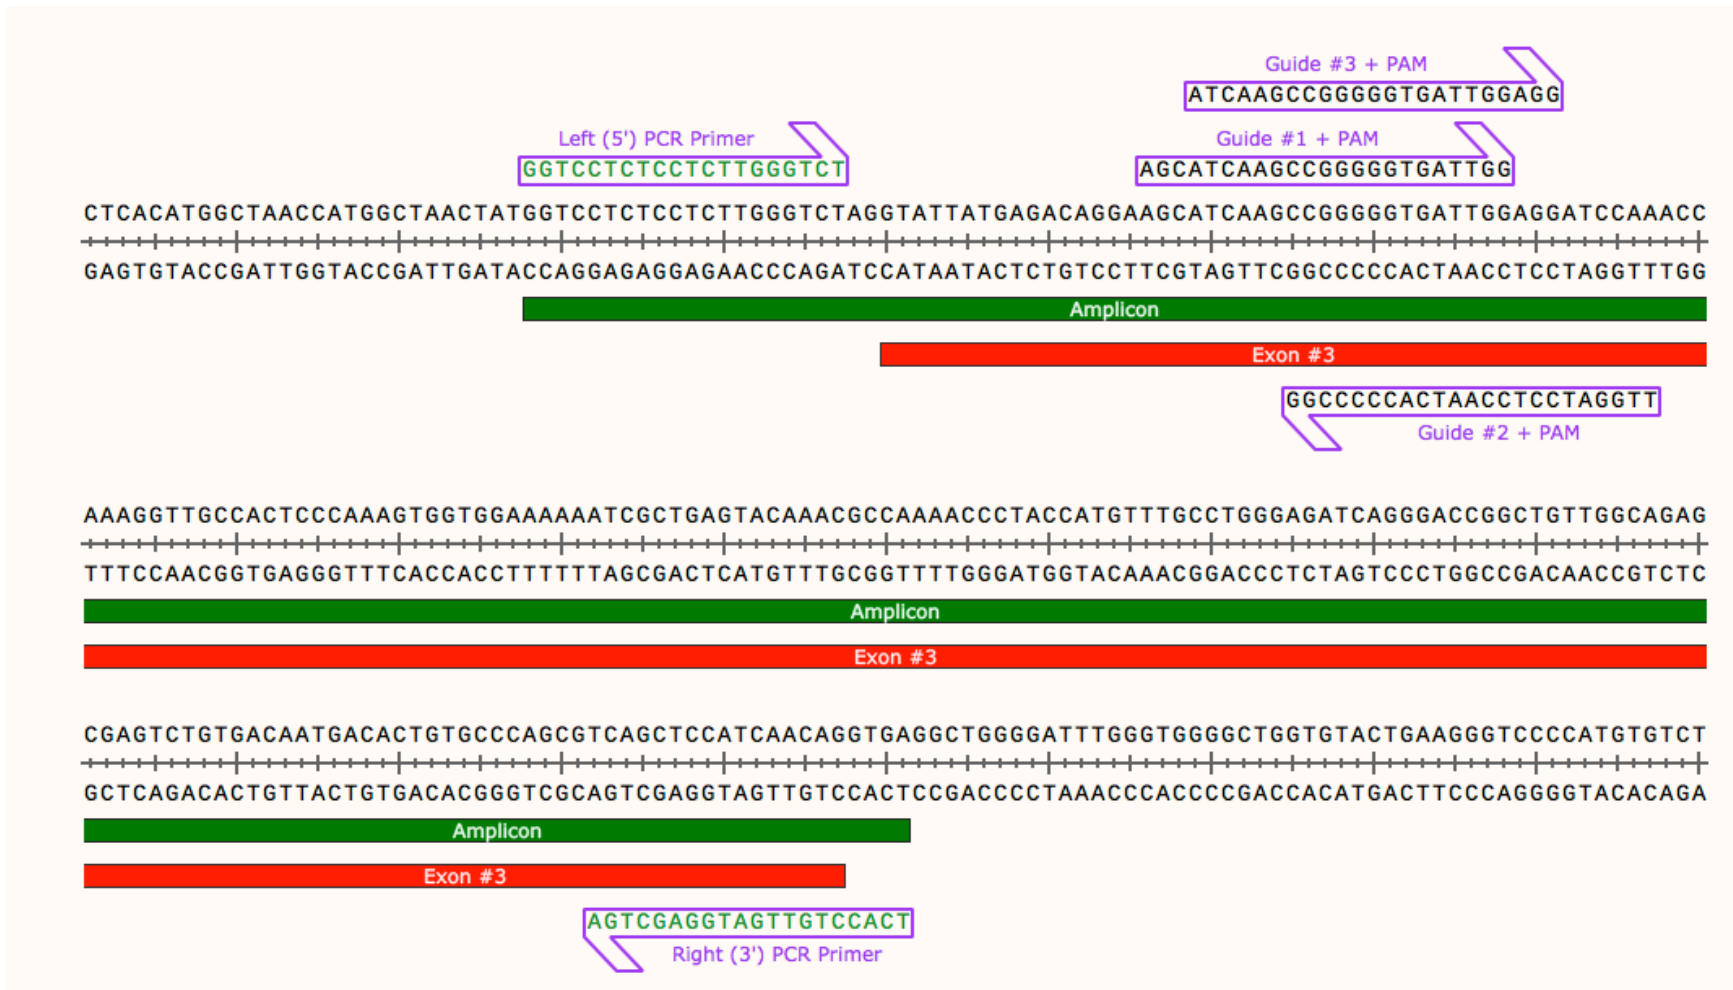 Guide #3 + PAM
ATCAAGCCGGGGGTGATTGGAGG
Left (5') PCR Primer
Guide #1 + PAM
GGTCCTCTCCTCTTGGGTCT
AGCATCAAGCCGGGGGTGATTGG
CTCACATGGCTAACCATGGCTAACTATGGTCCTCTCCTCTTGGGTCTAGGTATTATGAGACAGGAAGCATCAAGCCGGGGGTGATTGGAGGATCCAAACC
GAGTGTACCGATTGGTACCGATTGATACCAGGAGAGGAGAACCCAGATCCATAATACTCTGTCCTTCGTAGTTCGGCCCCCACTAACCTCCTAGGTTTGG
Amplicon
Exon #3
GGCCCCCACTAACCTCCTAGGTT
Guide #2 + PAM
AAAGGTTGCCACTCCCAAAGTGGTGGAAAAAATCGCTGAGTACAAACGCCAAAACCCTACCATGTTTGCCTGGGAGATCAGGGACCGGCTGTTGGCAGAG
TTTCCAACGGTGAGGGTTTCACCACCTTTTTTAGCGACTCATGTTTGCGGTTTTGGGATGGTACAAACGGACCCTCTAGTCCCTGGCCGACAACCGTCTC
Amplicon
Exon #3
CGAGTCTGTGACAATGACACTGTGCCCAGCGTCAGCTCCATCAACAGGTGAGGCTGGGGATTTGGGTGGGGCTGGTGTACTGAAGGGTCCCCATGTGTCT
GCTCAGACACTGTTACTGTGACACGGGTCGCAGTCGAGGTAGTTGTCCACTCCGACCCCTAAACCCACCCCGACCACATGACTTCCCAGGGGTACACAGA
Amplicon
Exon #3
AGTCGAGGTAGTTGTCCACT
Right (3') PCR Primer